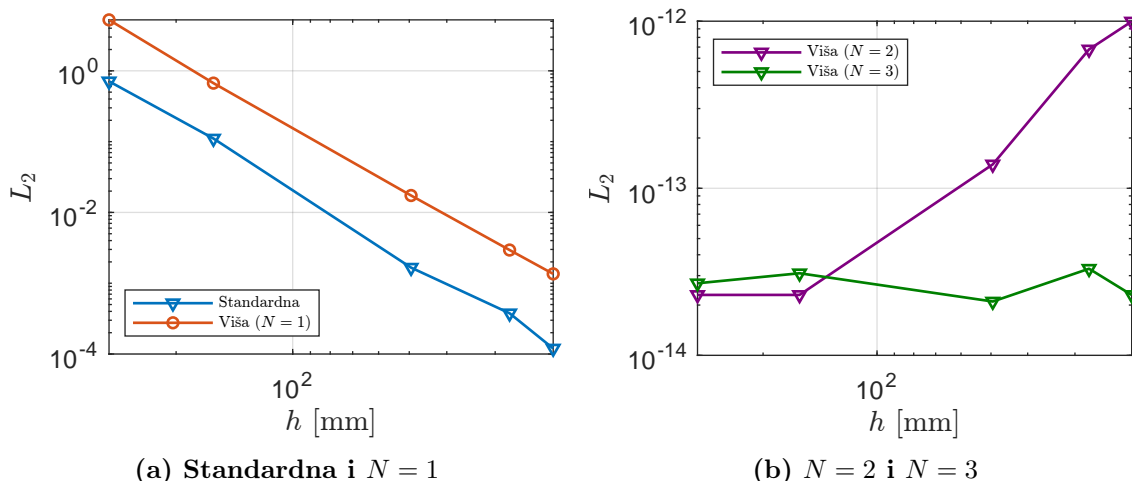 10^0
10^-2
10^-4
L_2
Standardna
Viša (N = 1)
10^2
h [mm]
(a) Standardna i N = 1
10^-12
10^-13
10^-14
L_2
Viša (N = 2)
Viša (N = 3)
10^2
h [mm]
(b) N = 2 i N = 3